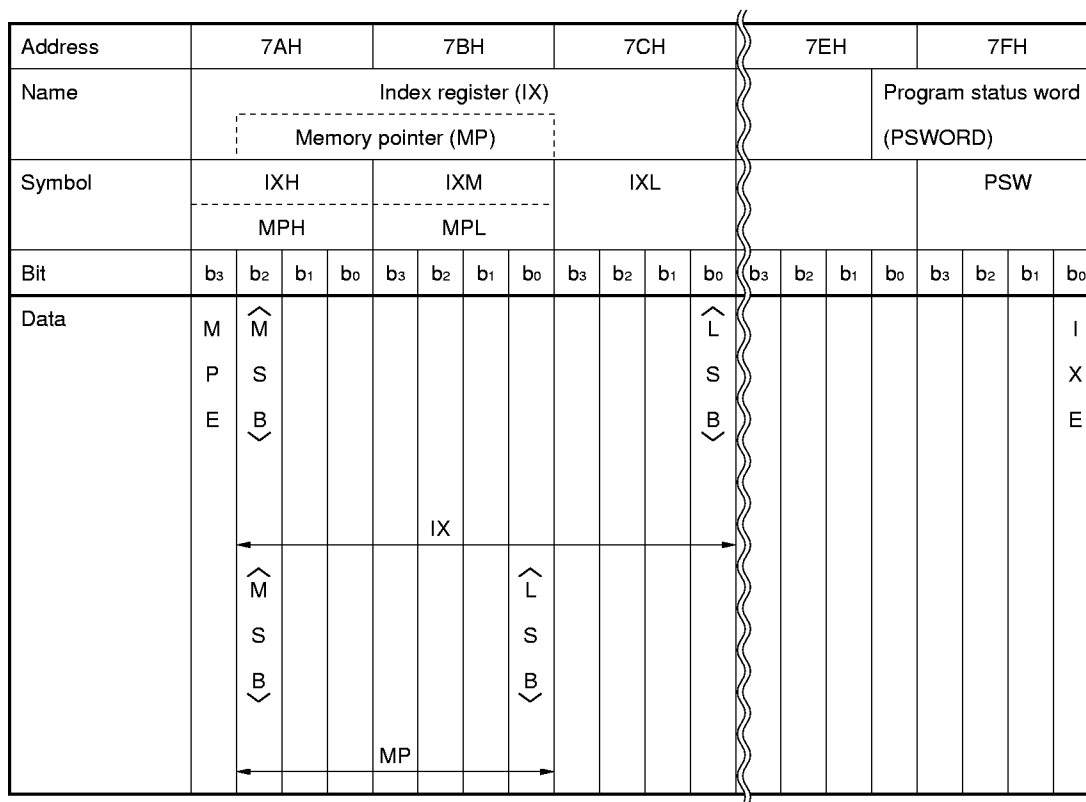 Address 7AH 7BH 7CH 7EH 7FH
Name Index register (IX) Program status word
Memory pointer (MP) (PSWORD)
Symbol IXH IXM IXL PSW
MPH MPL
Bit b3 b2 b1 b0 b3 b2 b1 b0 b3 b2 b1 b0 b3 b2 b1 b0 b3 b2 b1 b0
Data
M M L I
P S S X
E B B E
IX
M L
S S
B B
MP